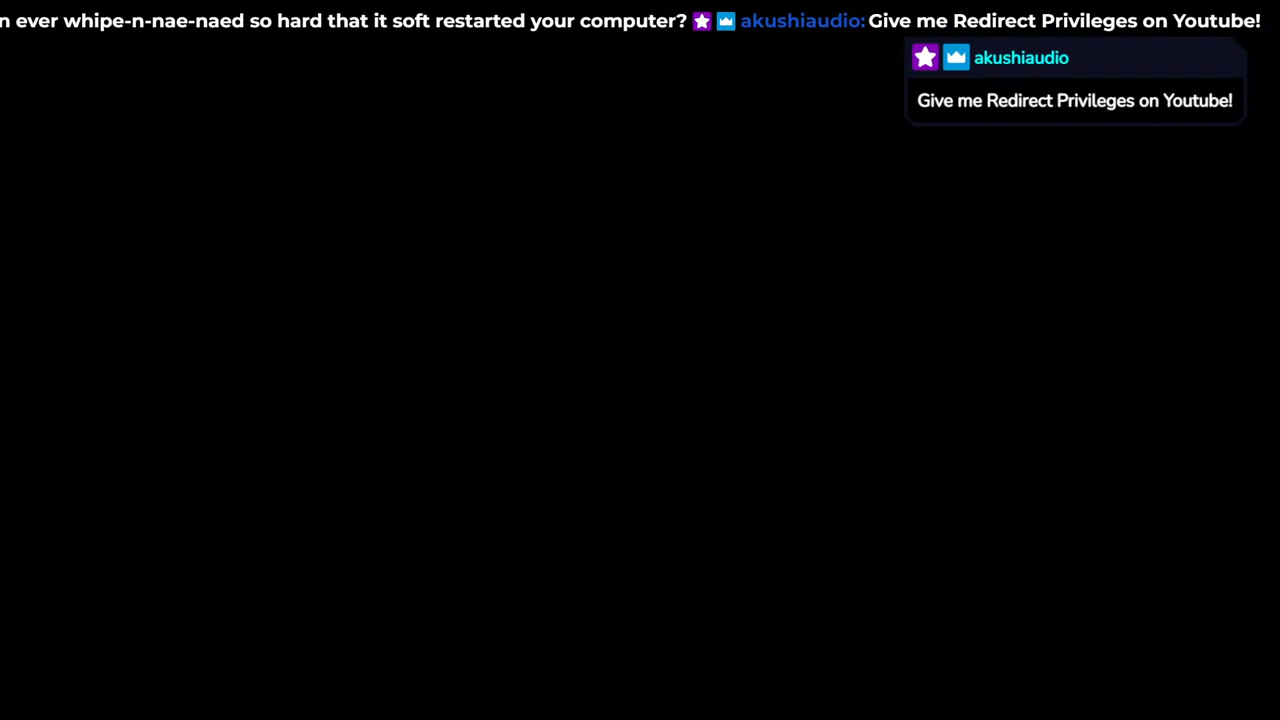 n ever whipe-n-nae-naed so hard that it soft restarted your computer? akushiaudio: Give me Redirect Privileges on Youtube!
akushiaudio
Give me Redirect Privileges on Youtube!